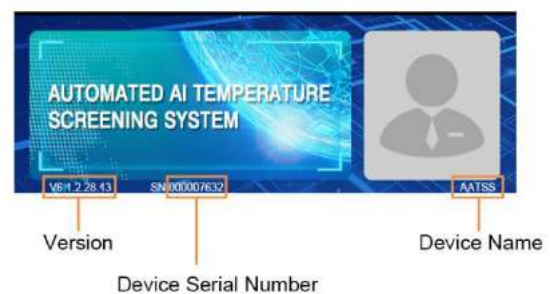 AUTOMATED AI TEMPERATURE
SCREENING SYSTEM
V6.1.2.28.13 SN:000007632 AATSS
Version
Device Name
Device Serial Number